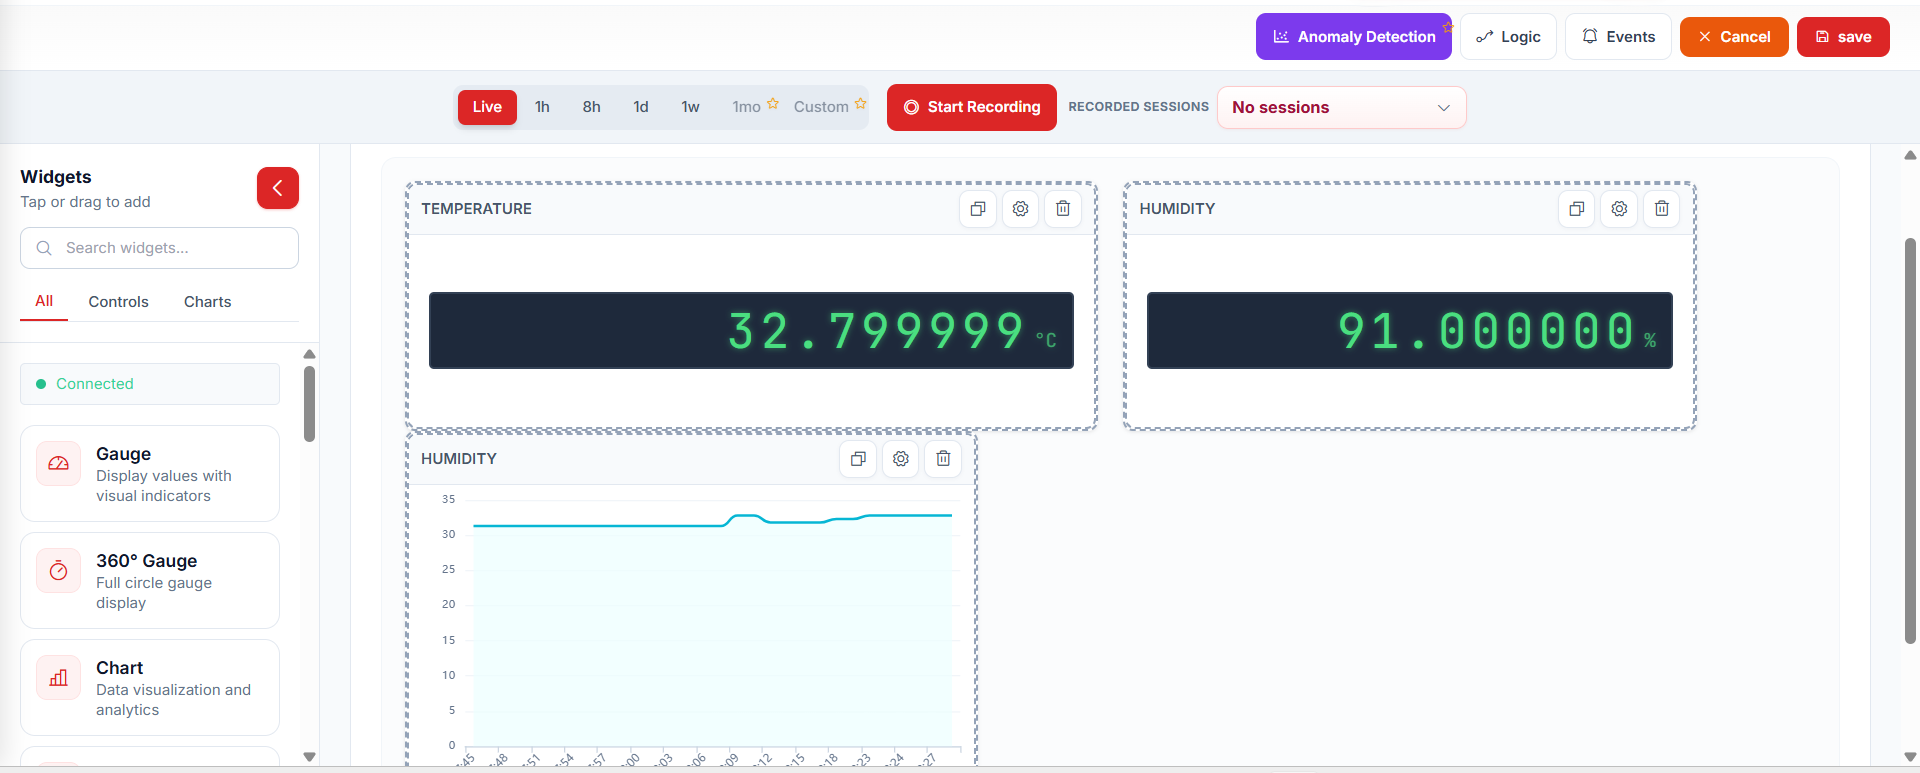 Anomaly Detection
Logic
Events
Cancel
save
Live 1h 8h 1d 1w 1mo Custom
Start Recording
RECORDED SESSIONS
No sessions
Widgets
Tap or drag to add
Search widgets...
All Controls Charts
Connected
Gauge
Display values with
visual indicators
360° Gauge
Full circle gauge
display
Chart
Data visualization and
analytics
TEMPERATURE
32.799999 °C
HUMIDITY
91.000000 %
HUMIDITY
35
30
25
20
15
10
5
0